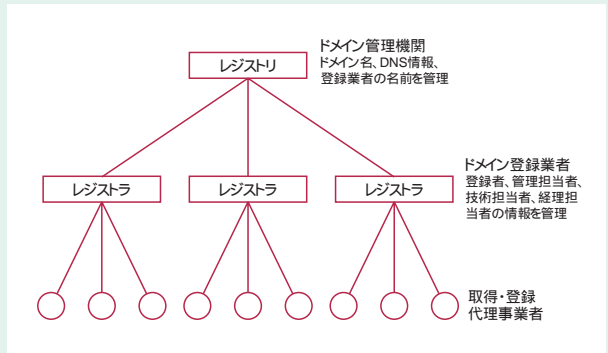 レジストリ
ドメイン管理機関
ドメイン名、DNS情報、
登録業者の名前を管理
レジストラ
レジストラ
レジストラ
ドメイン登録業者
登録者、管理担当者、
技術担当者、経理担
当者の情報を管理
取得・登録
代理事業者